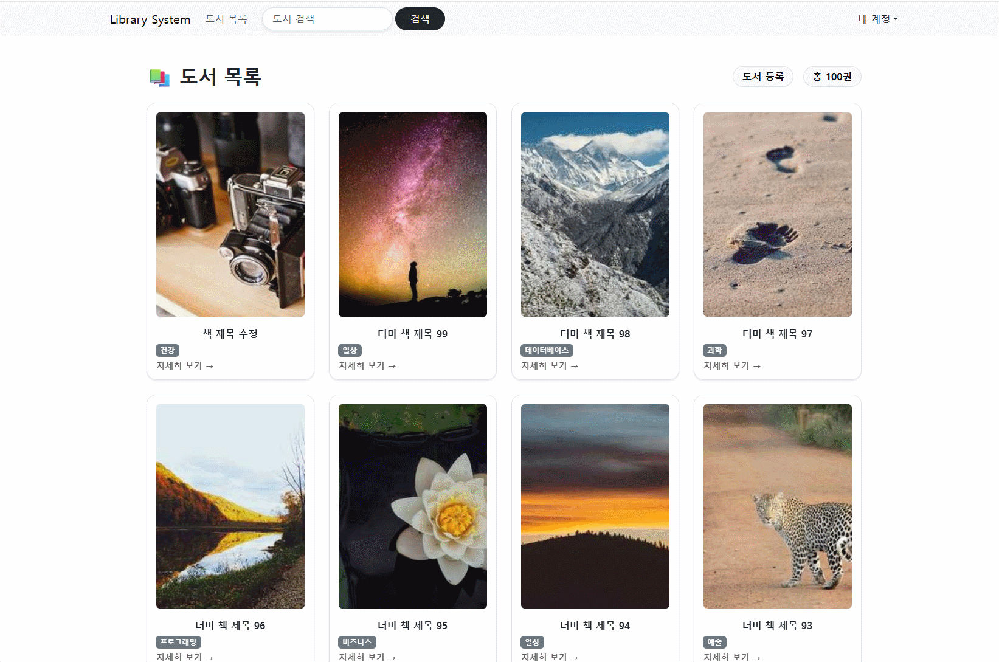 Library System 도서 목록 도서 검색 검색 내 계정
도서 목록 도서 등록 총 100권
책 제목 수정
건강
자세히 보기 →
더미 책 제목 99
일상
자세히 보기 →
더미 책 제목 98
데이터베이스
자세히 보기 →
더미 책 제목 97
과학
자세히 보기 →
더미 책 제목 96
프로그래밍
자세히 보기 →
더미 책 제목 95
비즈니스
자세히 보기 →
더미 책 제목 94
일상
자세히 보기 →
더미 책 제목 93
예술
자세히 보기 →